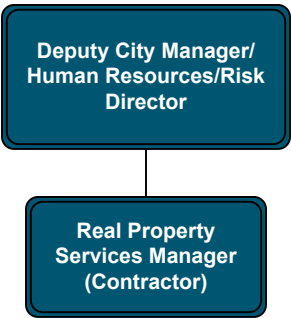 Deputy City Manager/
Human Resources/Risk
Director
Real Property
Services Manager
(Contractor)